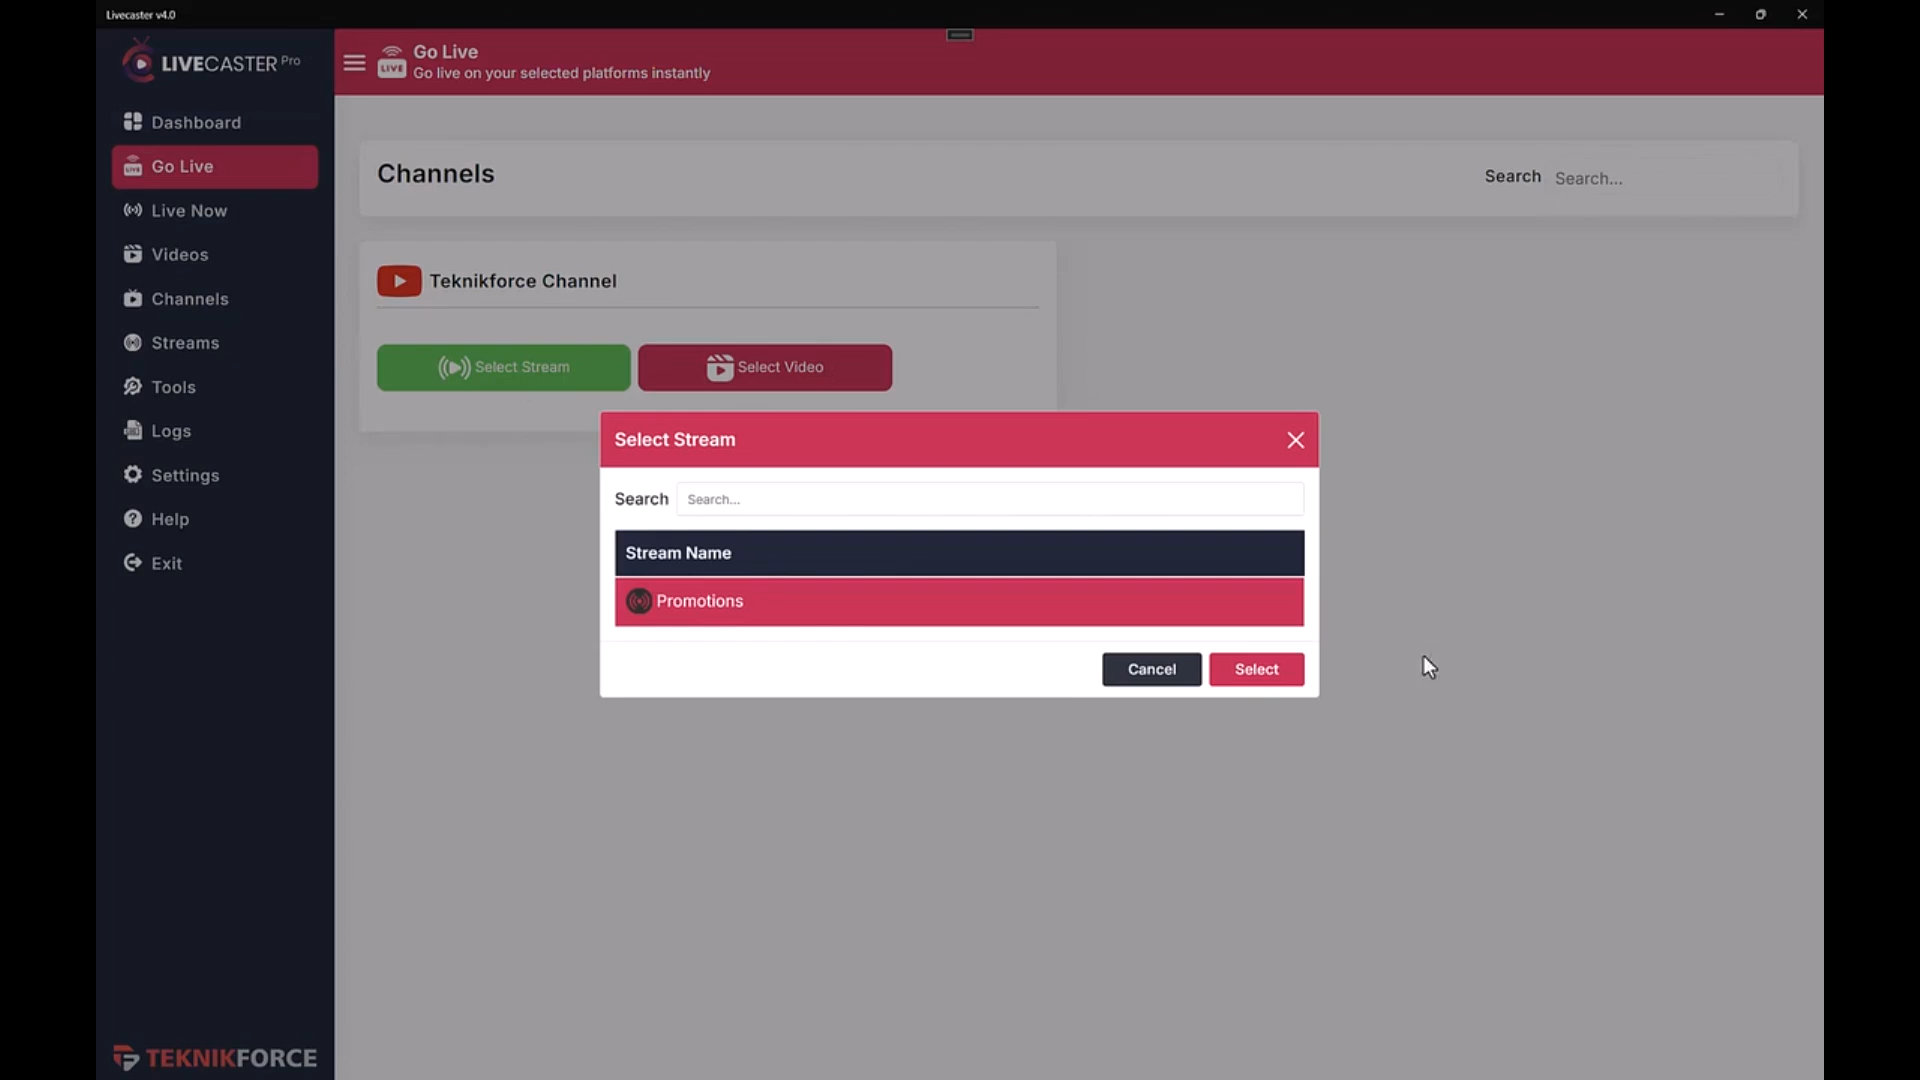 Livecaster v4.0
LIVECASTER Pro
Dashboard
Go Live
Live Now
Videos
Channels
Streams
Tools
Logs
Settings
Help
Exit
TEKNIKFORCE
LIVE
Go Live
Go live on your selected platforms instantly
Channels
Search Search...
Teknikforce Channel
Select Stream Select Video
Select Stream
Search Search...
Stream Name
Promotions
Cancel Select